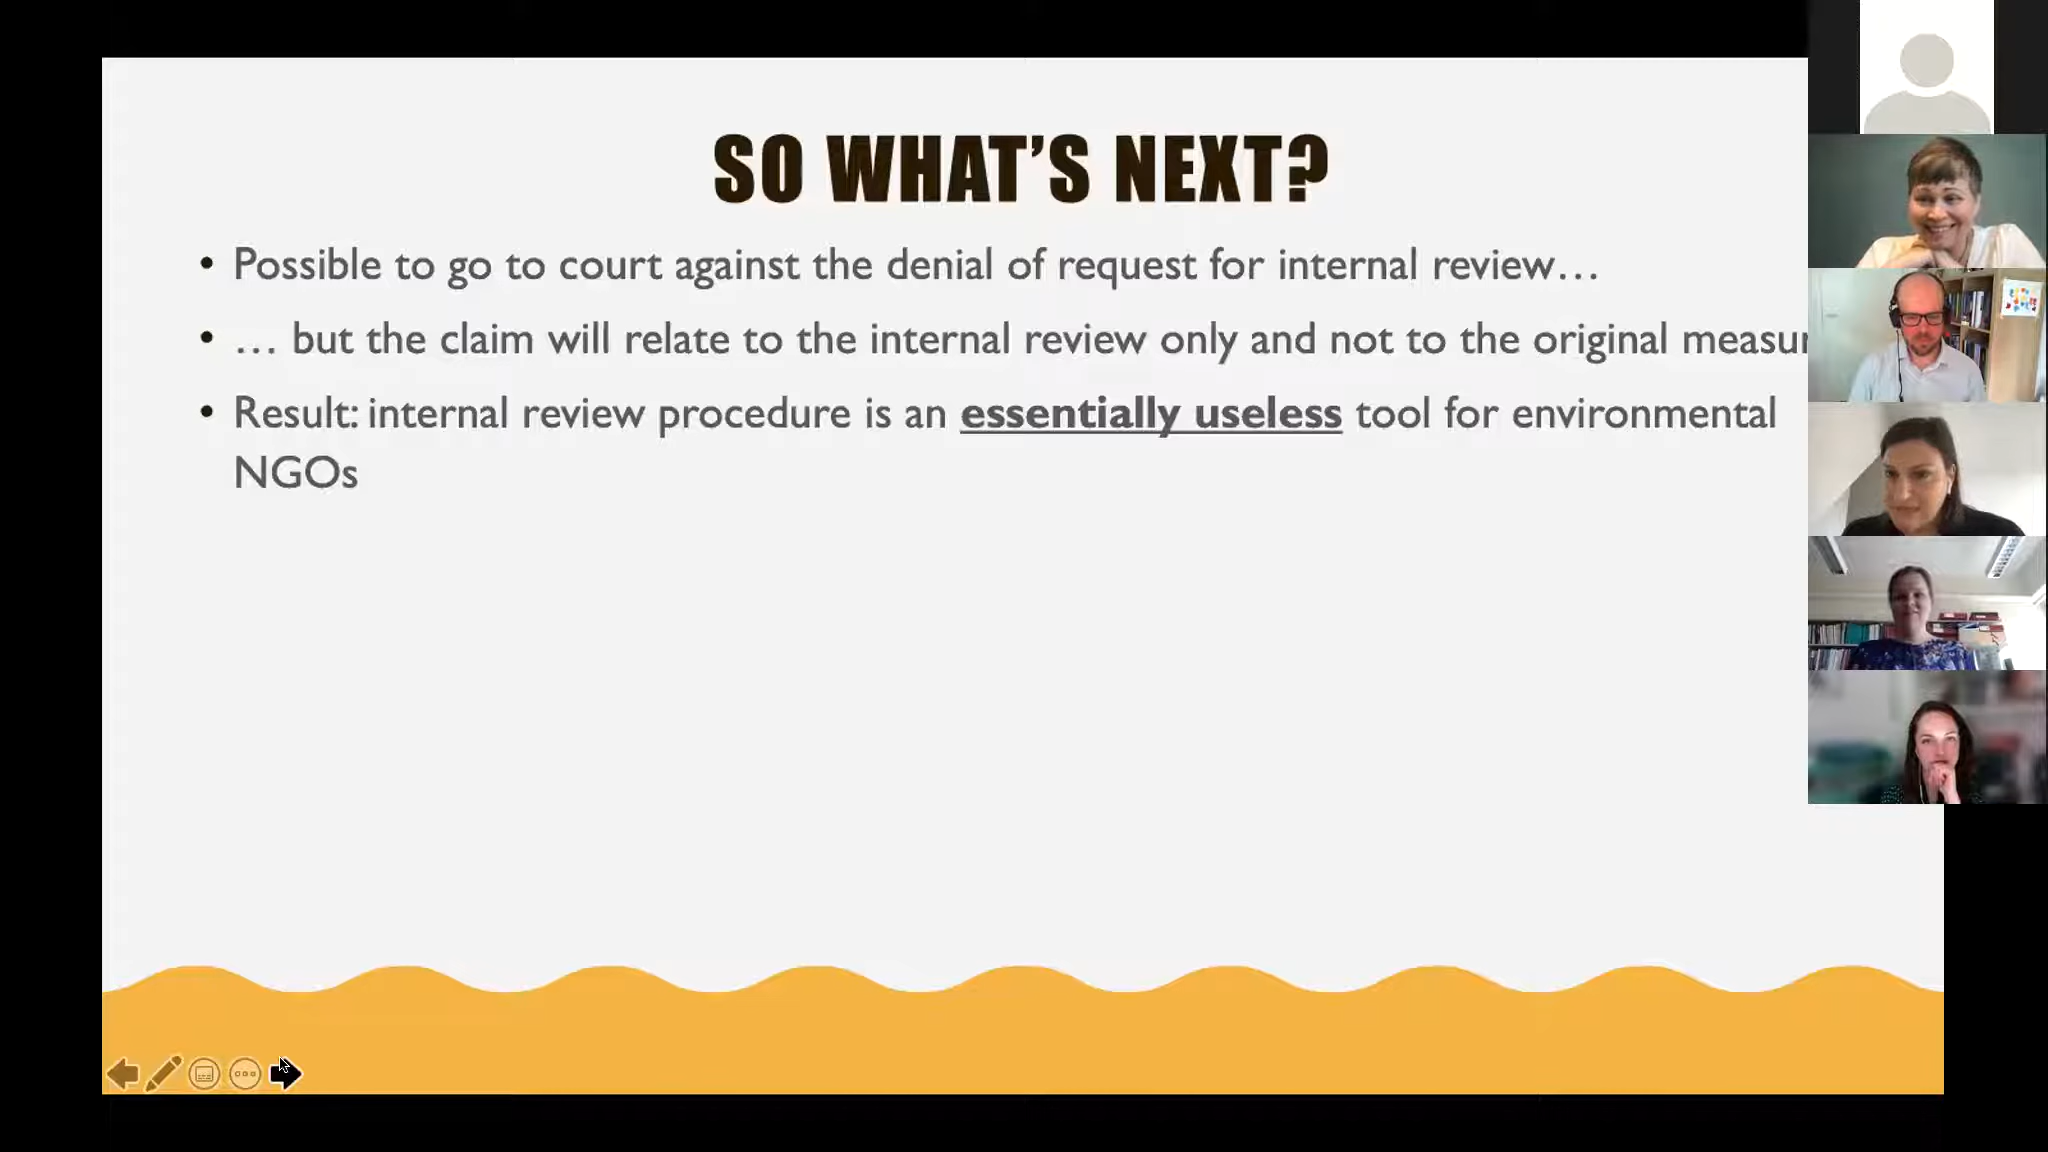 SO WHAT’S NEXT?
• Possible to go to court against the denial of request for internal review…
• … but the claim will relate to the internal review only and not to the original
• Result: internal review procedure is an essentially useless tool for environmental
NGOs